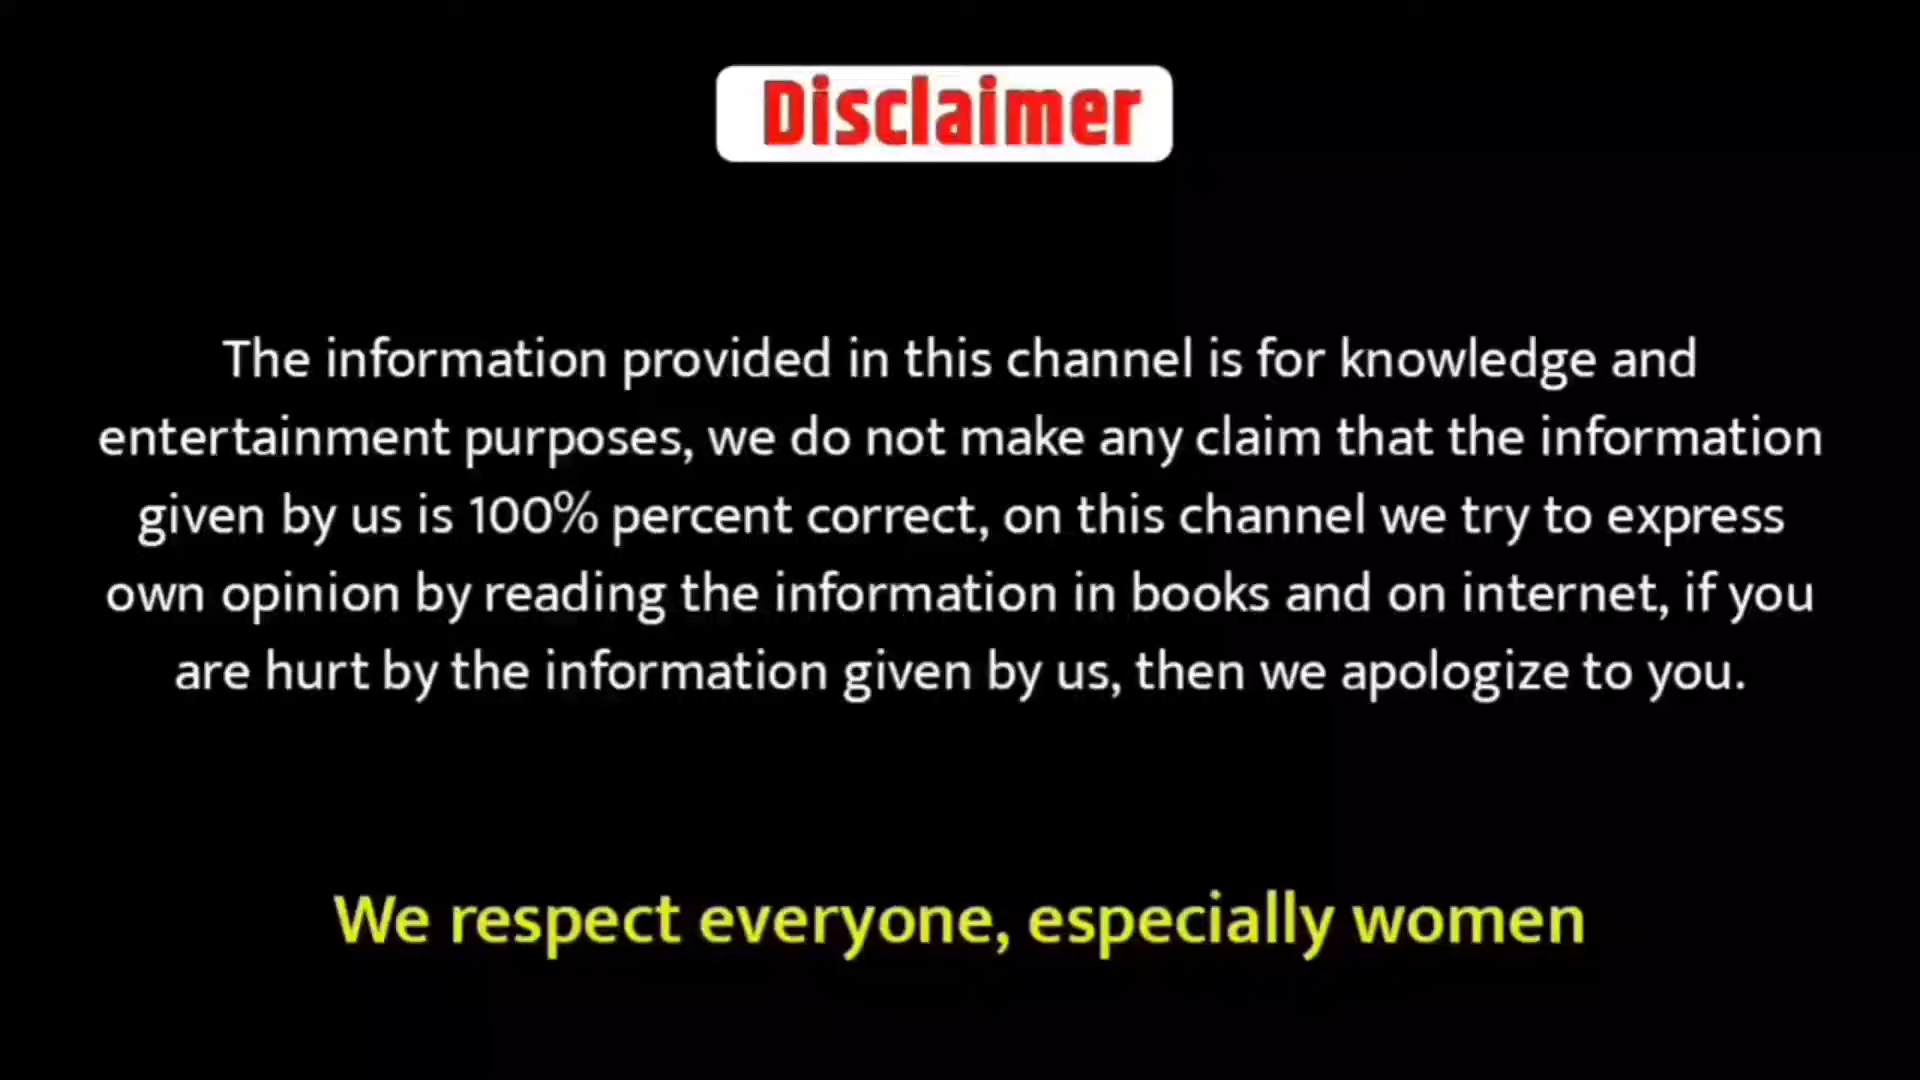 Disclaimer
The information provided in this channel is for knowledge and
entertainment purposes, we do not make any claim that the information
given by us is 100% percent correct, on this channel we try to express
own opinion by reading the information in books and on internet, if you
are hurt by the information given by us, then we apologize to you.
We respect everyone, especially women